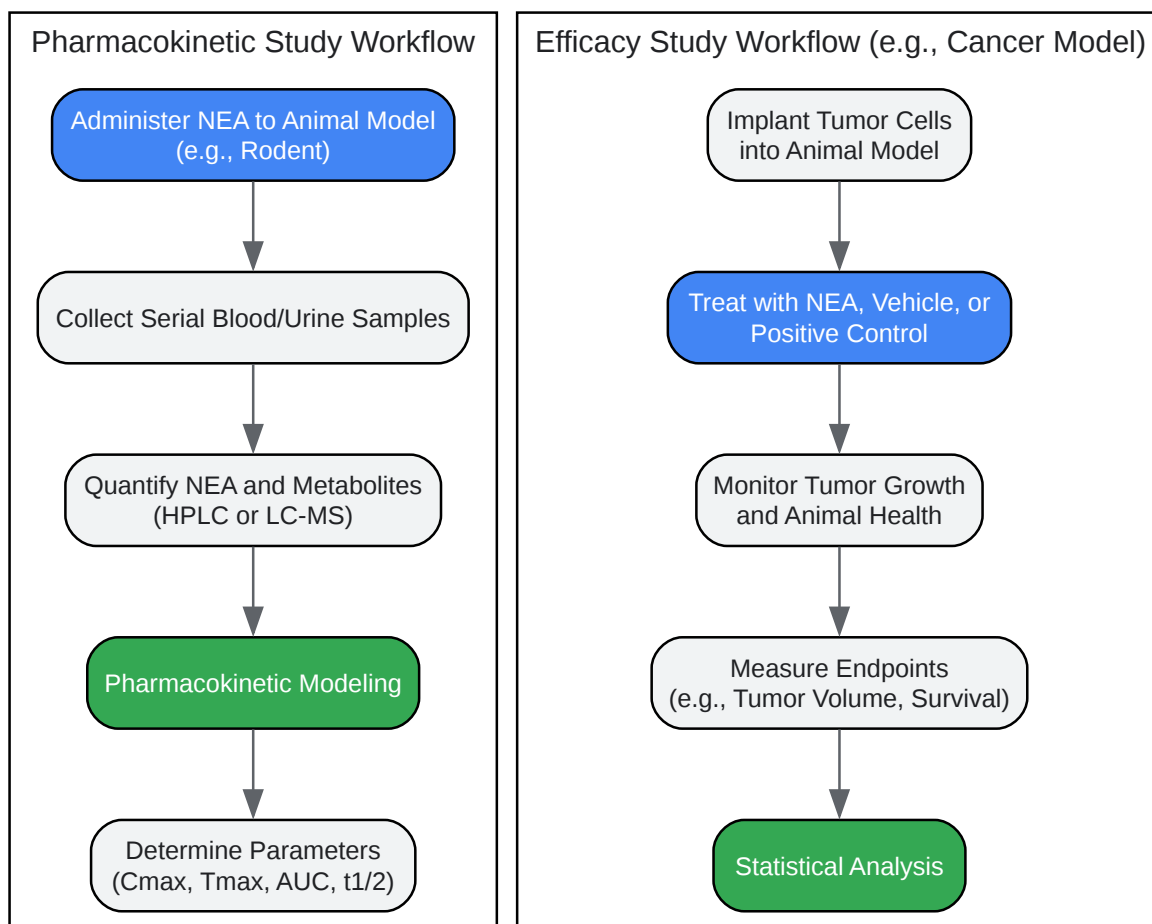 Pharmacokinetic Study Workflow
Administer NEA to Animal Model
(e.g., Rodent)
Collect Serial Blood/Urine Samples
Quantify NEA and Metabolites
(HPLC or LC-MS)
Pharmacokinetic Modeling
Determine Parameters
(Cmax, Tmax, AUC, t1/2)
Efficacy Study Workflow (e.g., Cancer Model)
Implant Tumor Cells
into Animal Model
Treat with NEA, Vehicle, or
Positive Control
Monitor Tumor Growth
and Animal Health
Measure Endpoints
(e.g., Tumor Volume, Survival)
Statistical Analysis